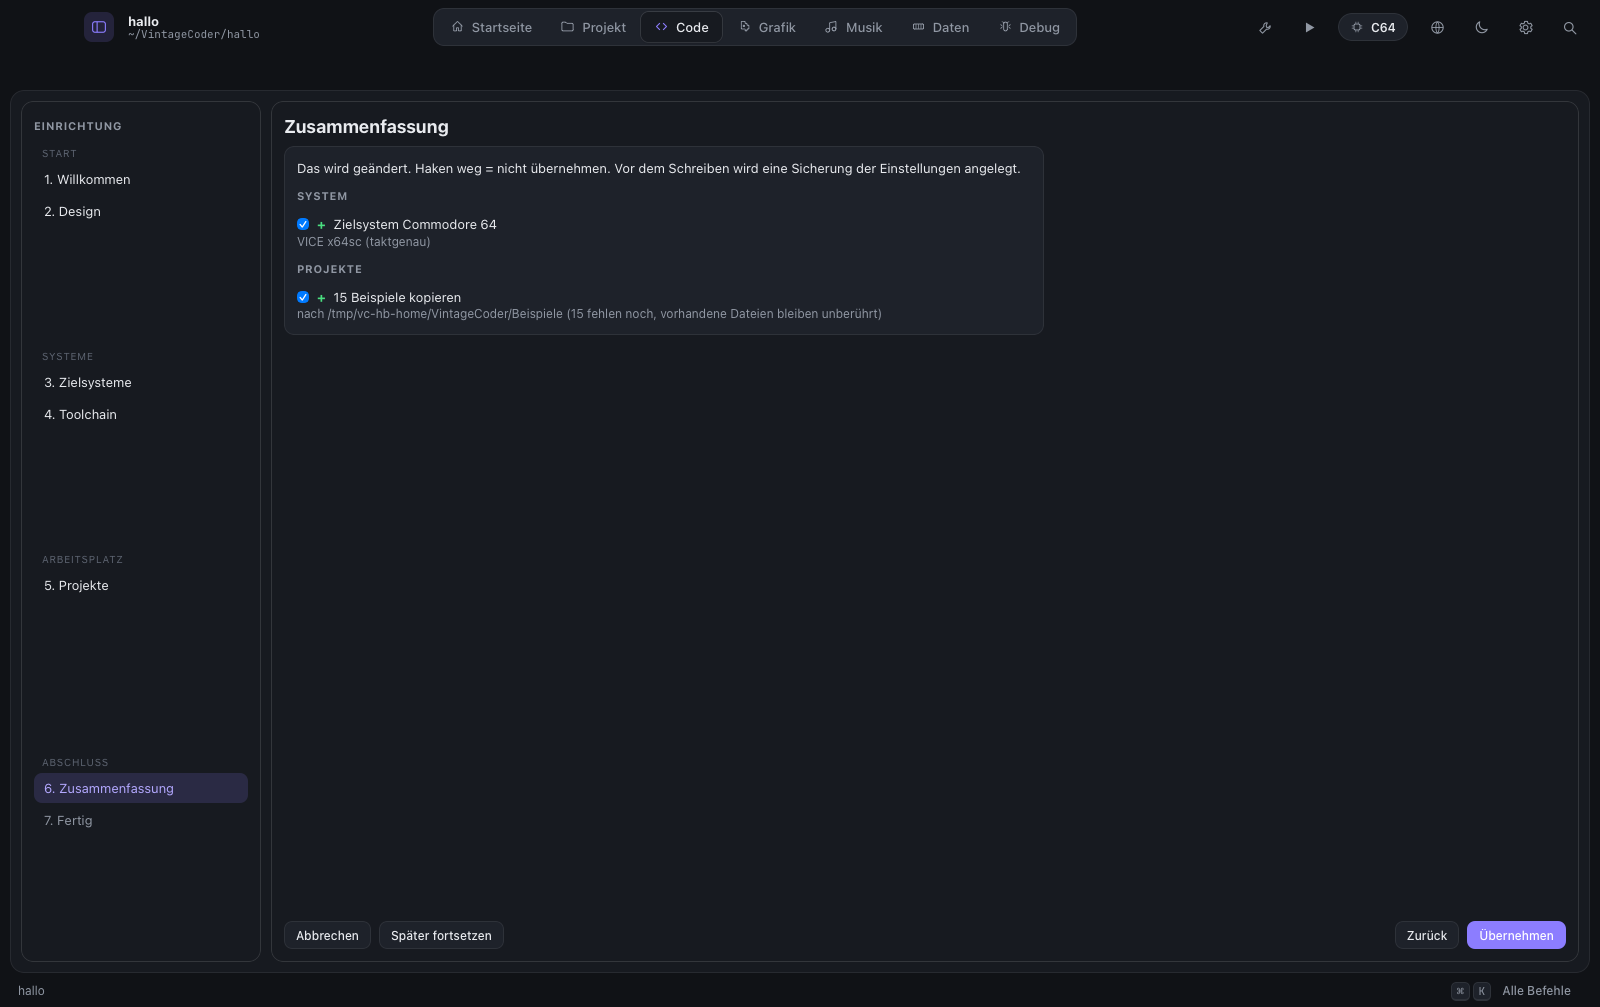 hallo
~/VintageCoder/hallo
Startseite
Projekt
Code
Grafik
Musik
Daten
Debug
C64
EINRICHTUNG
START
1. Willkommen
2. Design
SYSTEME
3. Zielsysteme
4. Toolchain
ARBEITSPLATZ
5. Projekte
ABSCHLUSS
6. Zusammenfassung
7. Fertig
Zusammenfassung
Das wird geändert. Haken weg = nicht übernehmen. Vor dem Schreiben wird eine Sicherung der Einstellungen angelegt.
SYSTEM
+ Zielsystem Commodore 64
VICE x64sc (taktgenau)
PROJEKTE
+ 15 Beispiele kopieren
nach /tmp/vc-hb-home/VintageCoder/Beispiele (15 fehlen noch, vorhandene Dateien bleiben unberührt)
Abbrechen
Später fortsetzen
Zurück
Übernehmen
hallo
⌘ K Alle Befehle